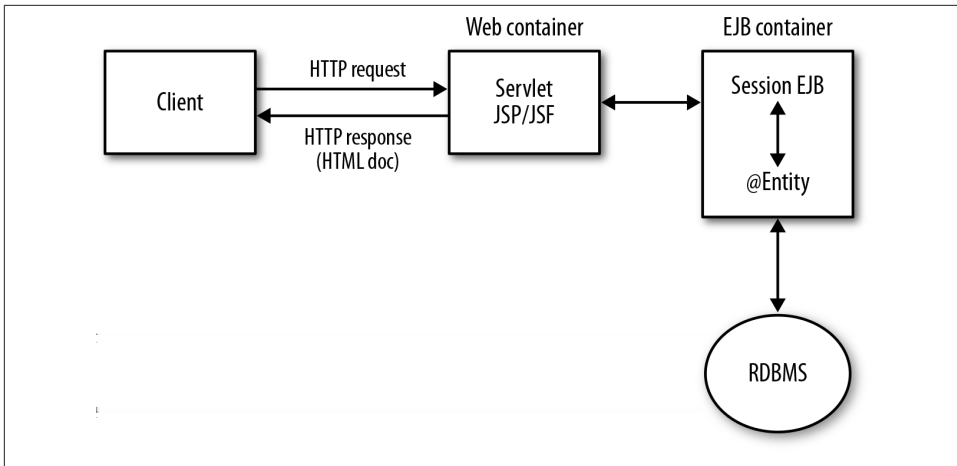 Web container
EJB container
Client
HTTP request
HTTP response
(HTML doc)
Servlet
JSP/JSF
Session EJB
@Entity
RDBMS